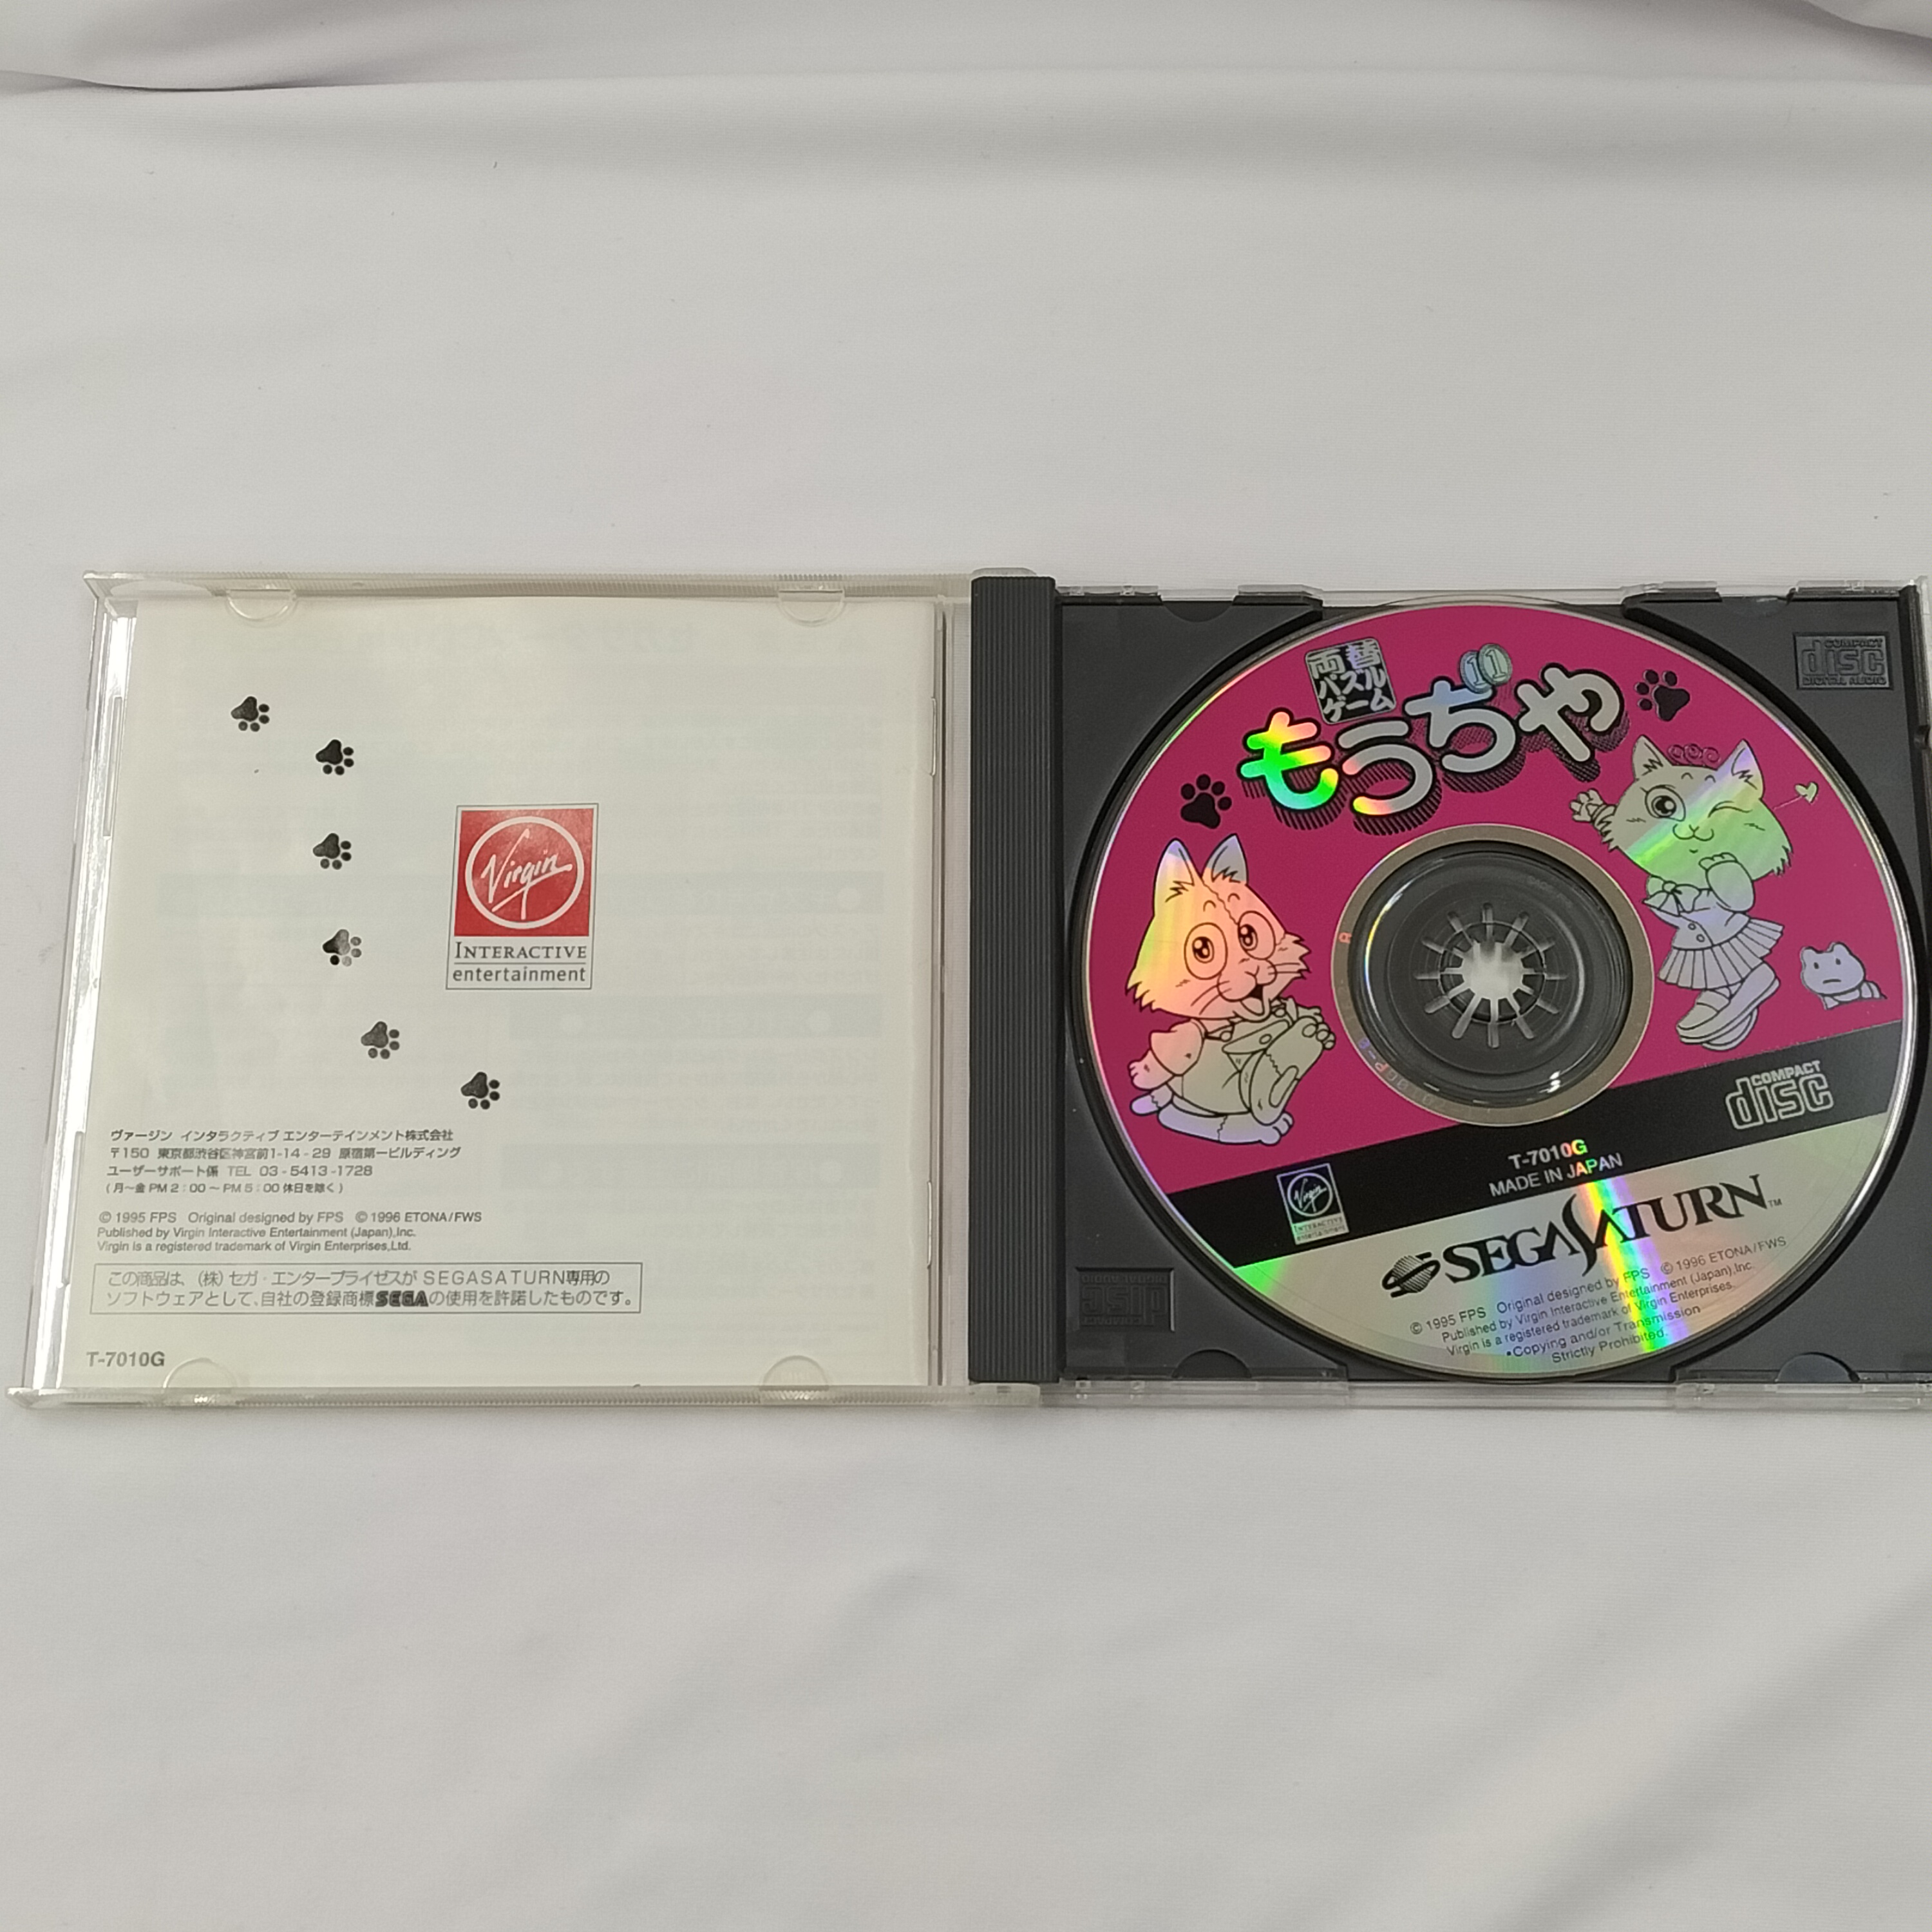 Virgin
INTERACTIVE
entertainment
ヴァージン インタラクティブ エンターテインメント株式会社
〒150 東京都渋谷区神宮前1-14-29 原宿第一ビルディング
ユーザーサポート係 TEL 03-5413-1728
(月〜金 PM 2:00〜PM 5:00 休日を除く)
© 1995 FPS Original designed by FPS © 1996 ETONA/FWS
Published by Virgin Interactive Entertainment (Japan),Inc.
Virgin is a registered trademark of Virgin Enterprises,Ltd.
この商品は、(株)セガ・エンタープライゼスが SEGASATURN専用の
ソフトウェアとして、自社の登録商標SEGAの使用を許諾したものです。
T-7010G
両替
パズル
ゲーム
もうぢや
COMPACT
disc
DIGITAL AUDIO
COMPACT
disc
T-7010G
MADE IN JAPAN
Virgin
INTERACTIVE
entertainment
SEGASATURN™
© 1995 FPS Original designed by FPS © 1996 ETONA/FWS
Published by Virgin Interactive Entertainment (Japan),Inc.
Virgin is a registered trademark of Virgin Enterprises.
•Copying and/or Transmission
Strictly Prohibited.
COMPACT
disc
DIGITAL AUDIO